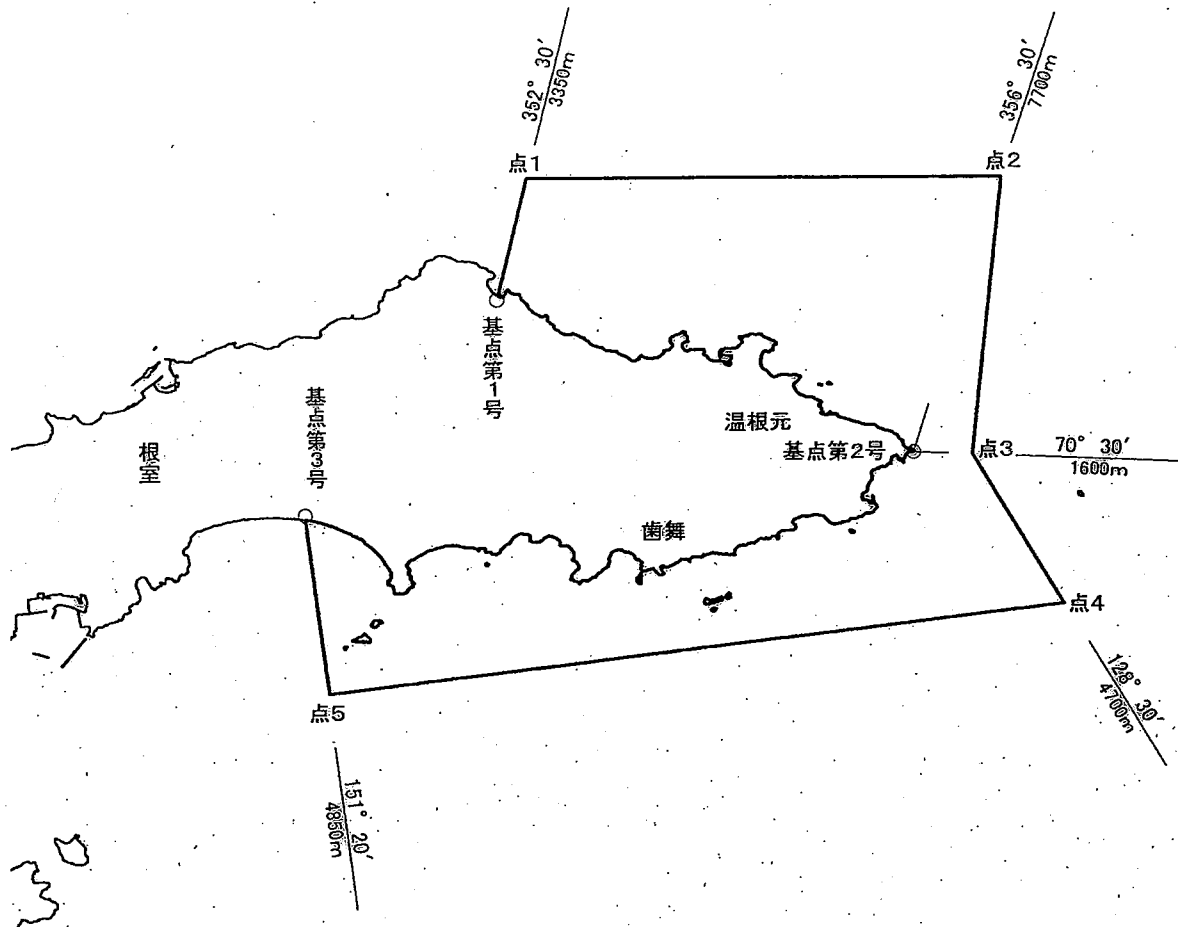 352° 30′
3350m
356° 30′
7700m
点1
点2
基点第1号
温根元
基点第2号
点3
70° 30′
1600m
基点第3号
根室
歯舞
点4
128° 30′
4700m
点5
151° 20′
4850m